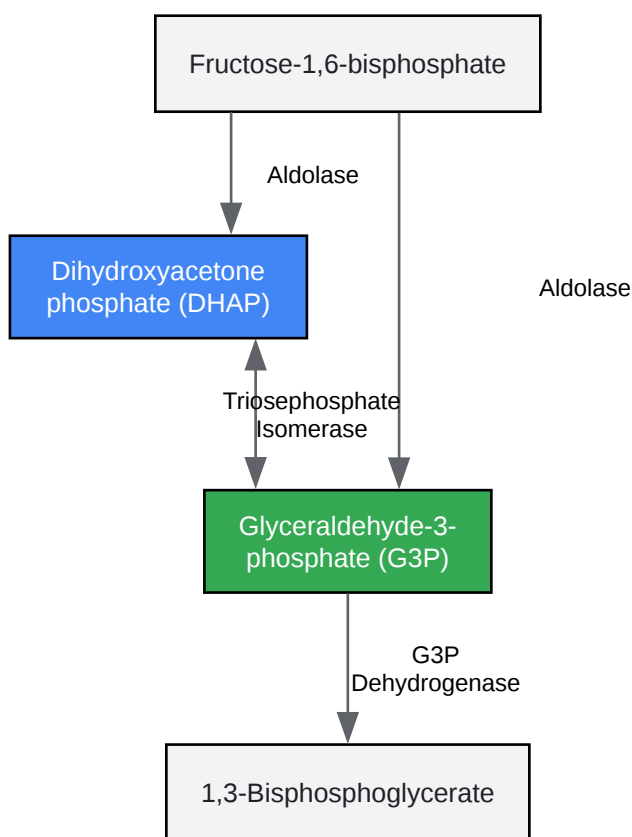 Fructose-1,6-bisphosphate
Aldolase
Dihydroxyacetone
phosphate (DHAP)
Aldolase
Triosephosphate
Isomerase
Glyceraldehyde-3-
phosphate (G3P)
G3P
Dehydrogenase
1,3-Bisphosphoglycerate